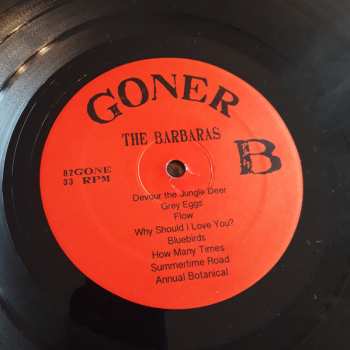 GONER
THE BARBARAS
B
82GONE
33 RPM
Devour the Jungle Deer
Grey Eggs
Flow
Why Should I Love You?
Bluebirds
How Many Times
Summertime Road
Annual Botanical